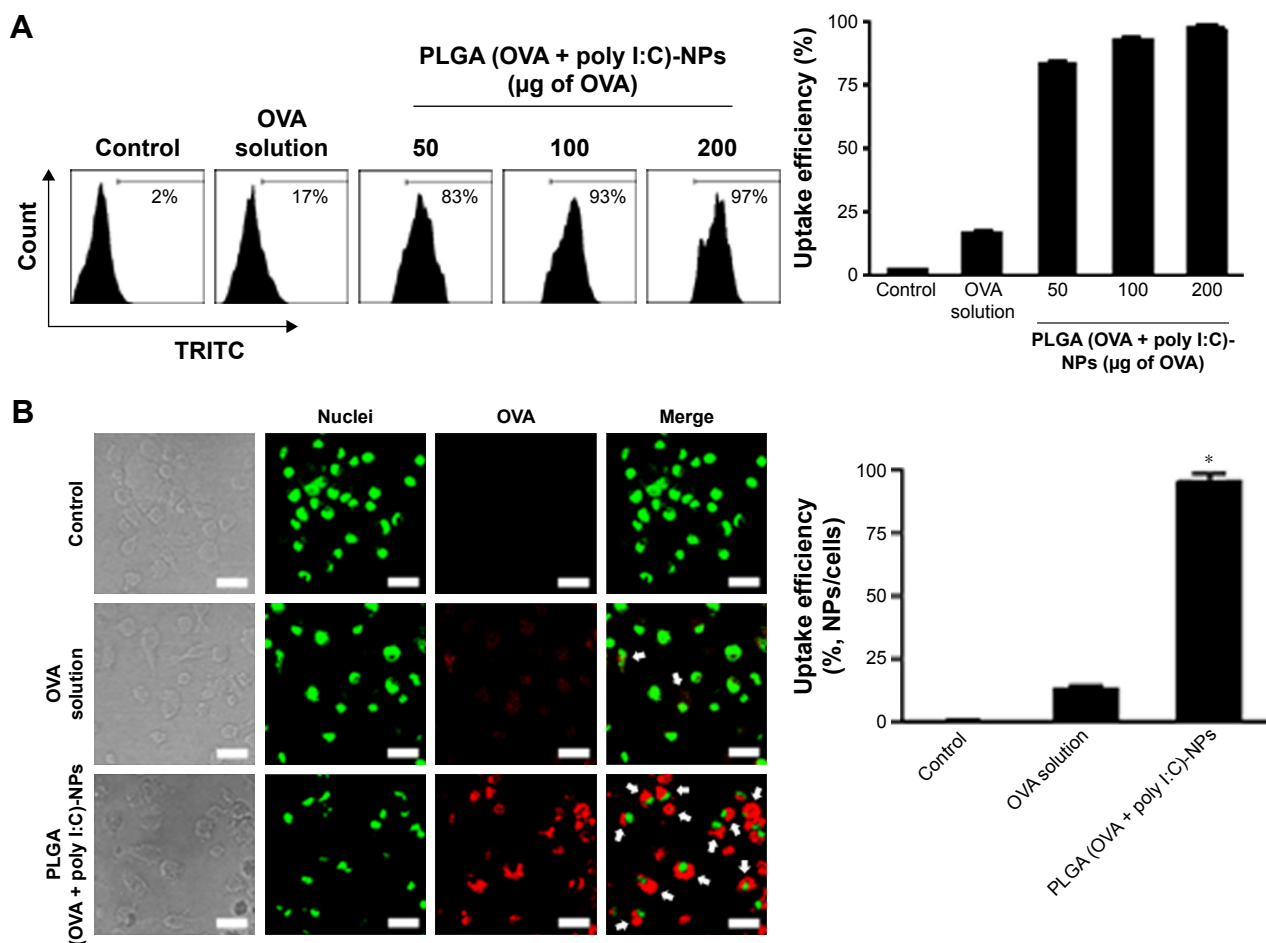 A
PLGA (OVA + poly I:C)-NPs
(µg of OVA)
Control
OVA
solution
50
100
200
2%
17%
83%
93%
97%
Count
TRITC
Uptake efficiency (%)
100
75
50
25
0
Control
OVA
solution
50
100
200
PLGA (OVA + poly I:C)-
NPs (µg of OVA)
B
Nuclei
OVA
Merge
Control
OVA
solution
PLGA
(OVA + poly I:C)-NPs
Uptake efficiency
(%, NPs/cells)
100
75
50
25
0
*
Control
OVA solution
PLGA (OVA + poly I:C)-NPs